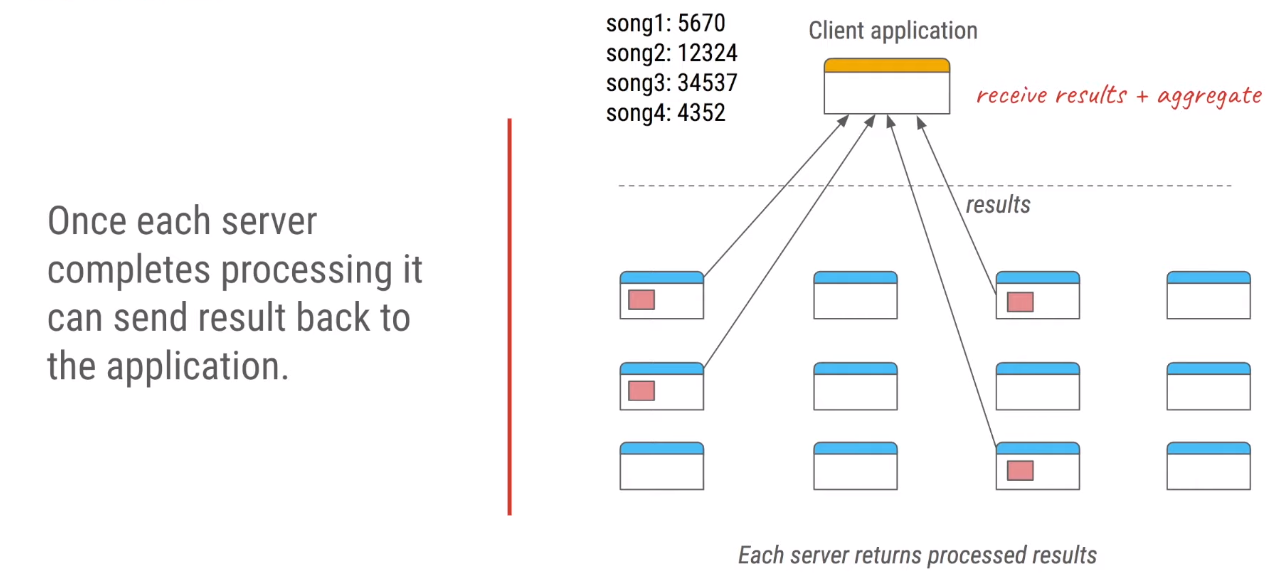 Once each server
completes processing it
can send result back to
the application.
song1: 5670
song2: 12324
song3: 34537
song4: 4352
Client application
receive results + aggregate
results
Each server returns processed results